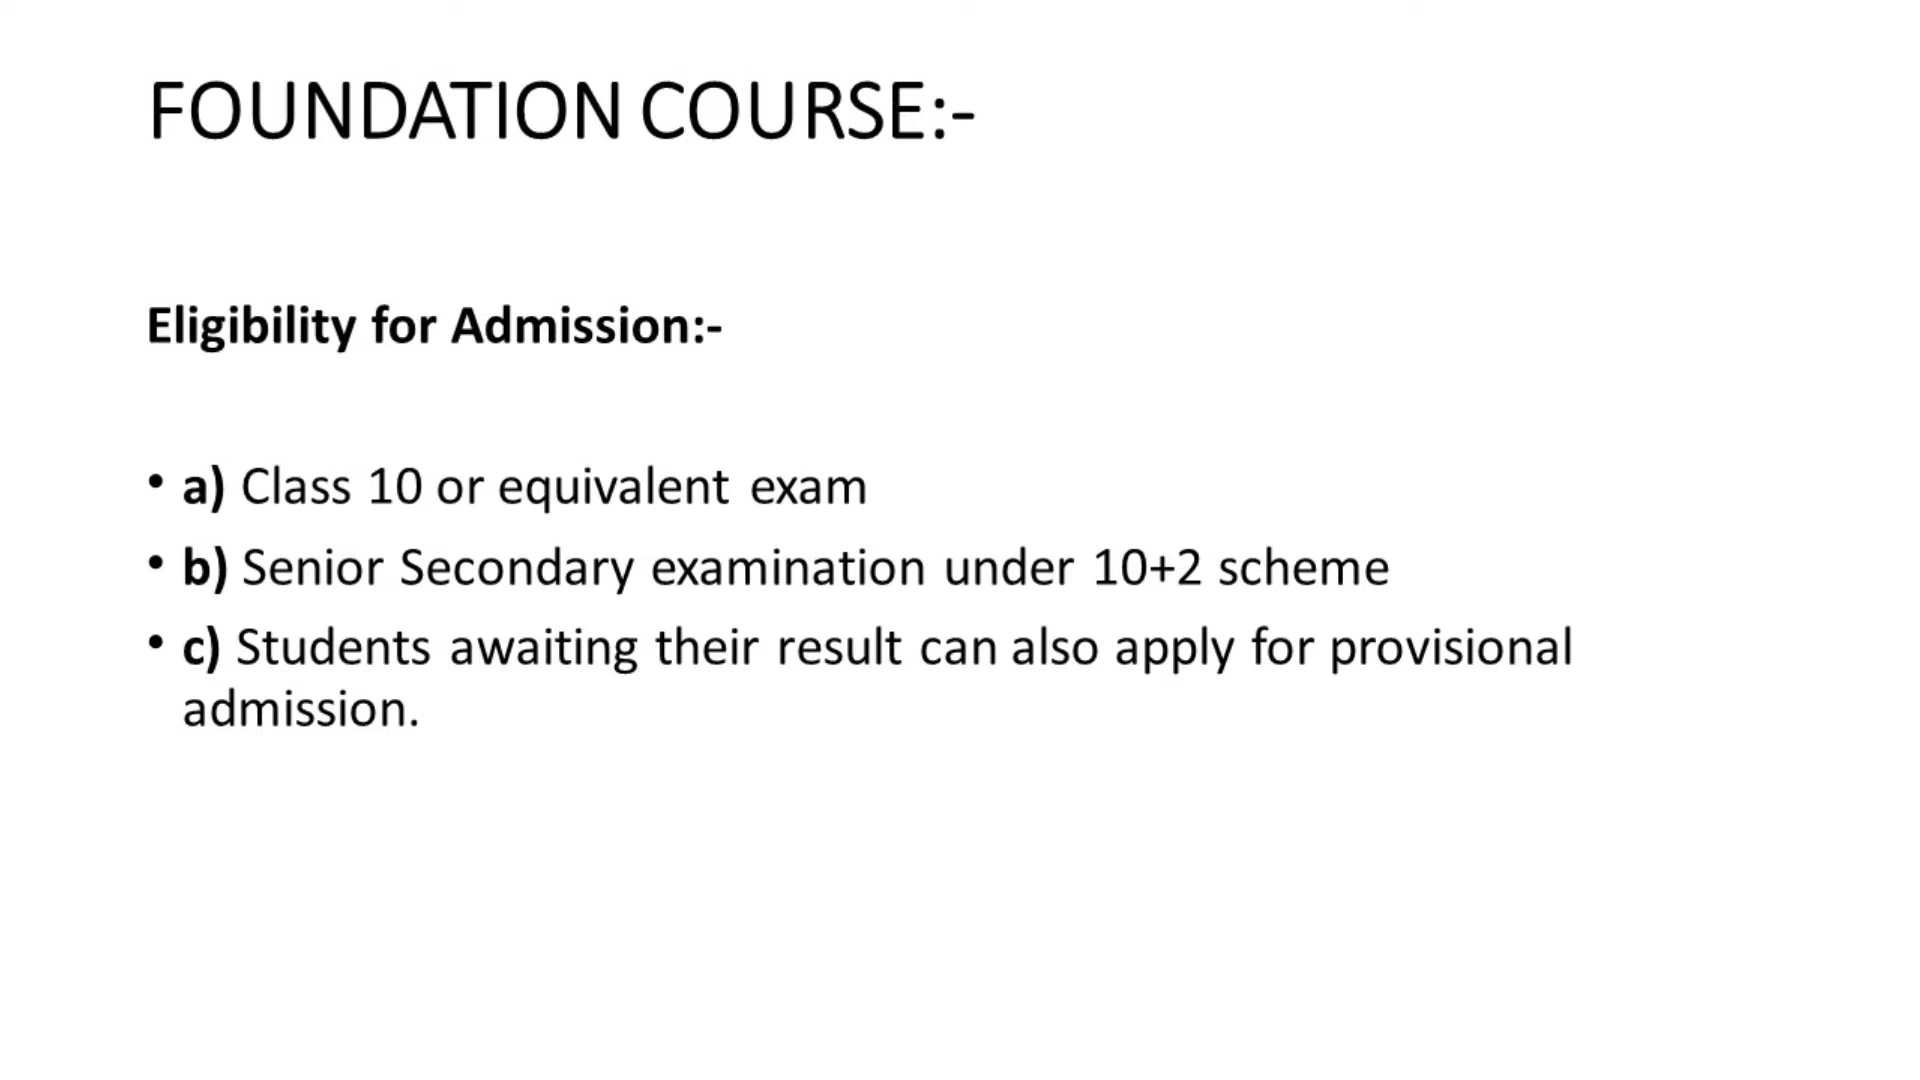 FOUNDATION COURSE:-
Eligibility for Admission:-
• a) Class 10 or equivalent exam
• b) Senior Secondary examination under 10+2 scheme
• c) Students awaiting their result can also apply for provisional
admission.